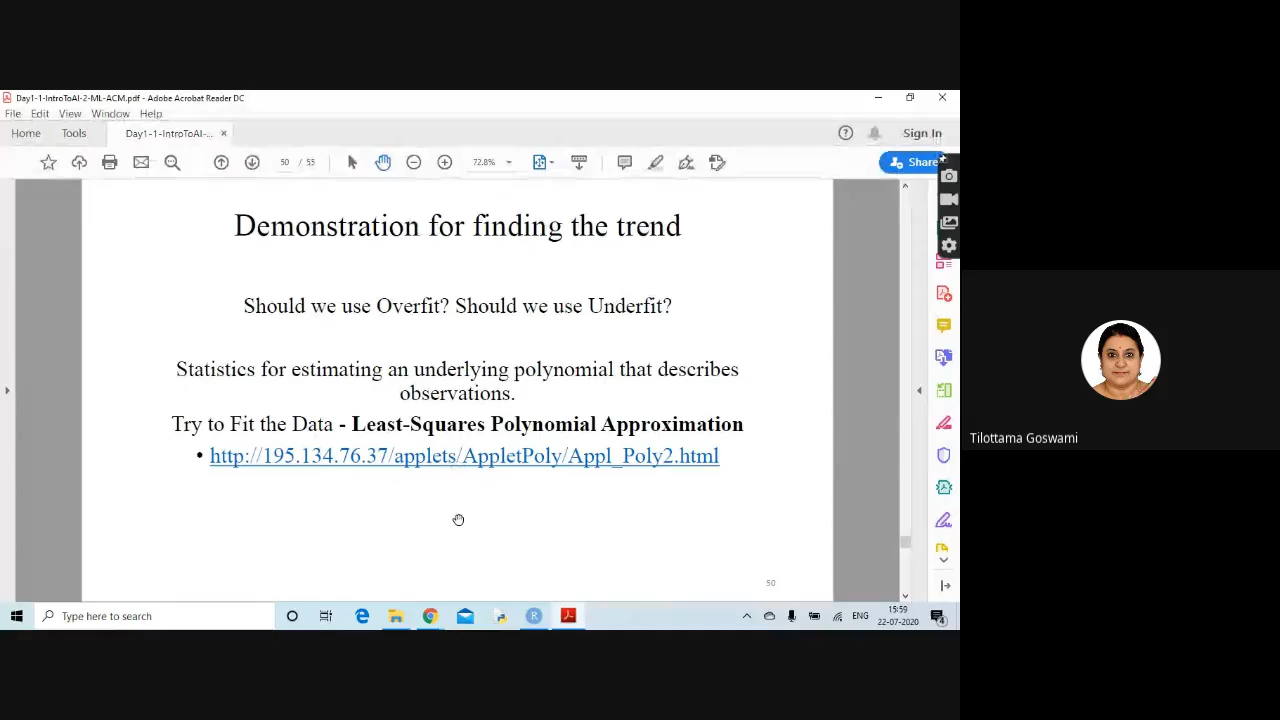 Day1-1-IntroToAI-2-ML-ACM.pdf - Adobe Acrobat Reader DC
File Edit View Window Help
Home Tools Day1-1-IntroToAI-... × Sign In
50 / 55 72.8% Share
Demonstration for finding the trend
Should we use Overfit? Should we use Underfit?
Statistics for estimating an underlying polynomial that describes
observations.
Try to Fit the Data - Least-Squares Polynomial Approximation
• http://195.134.76.37/applets/AppletPoly/Appl_Poly2.html
50
Tilottama Goswami
Type here to search
ENG
15:59
22-07-2020
4